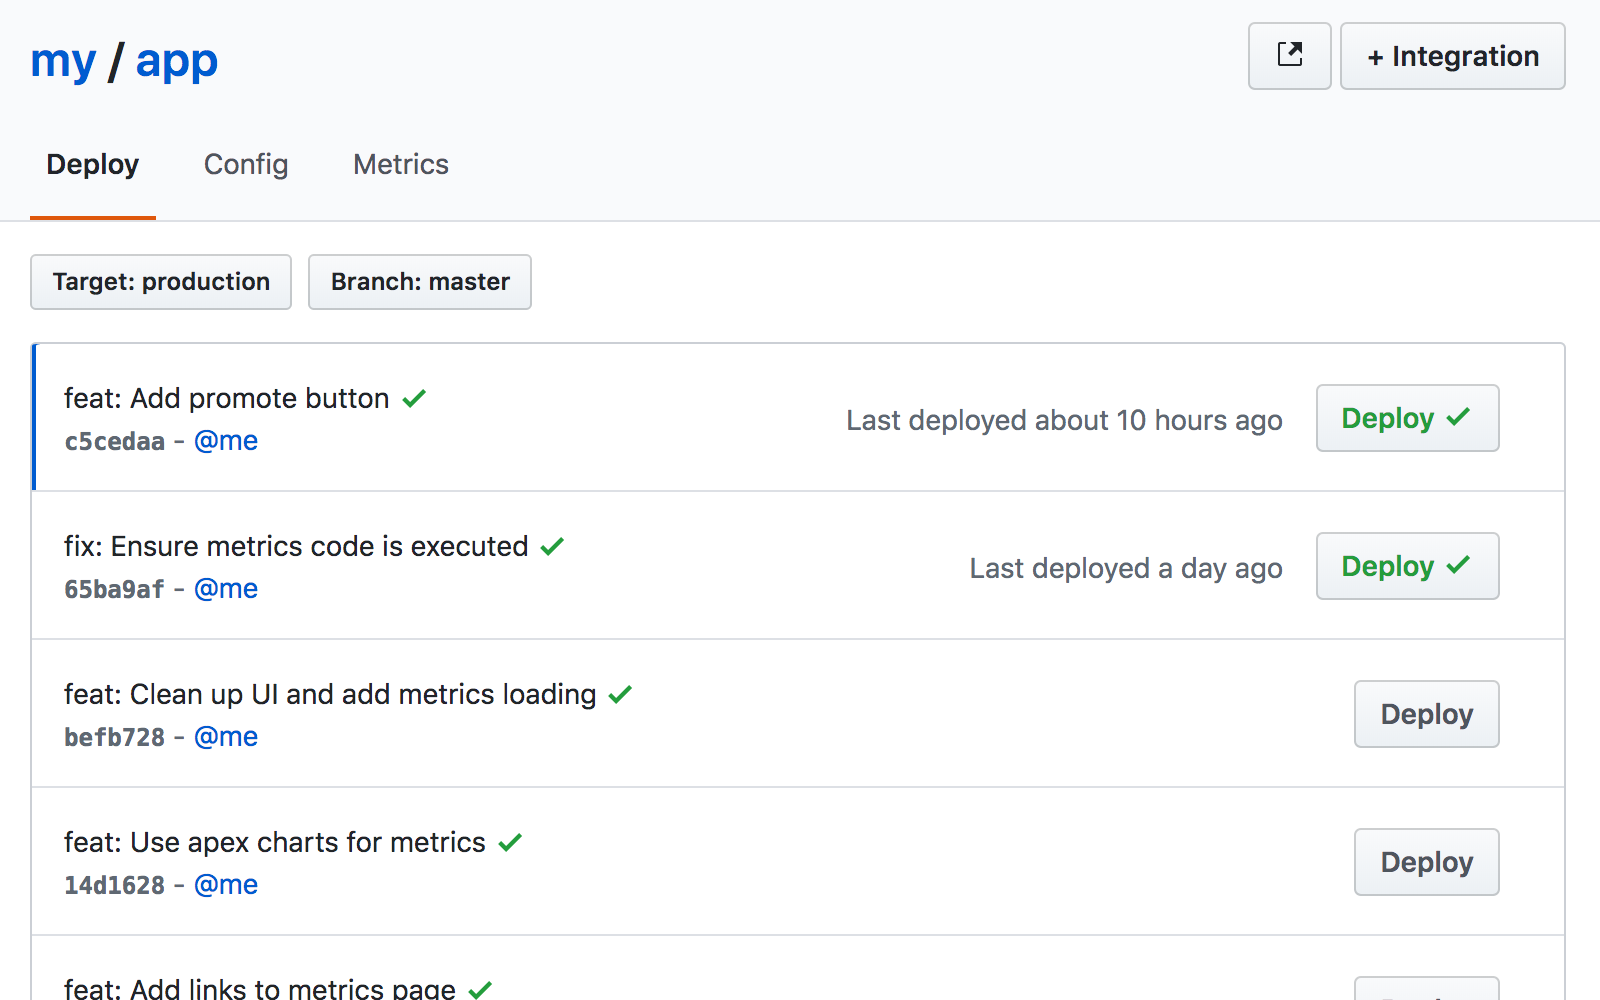 my / app
+ Integration
Deploy Config Metrics
Target: production Branch: master
feat: Add promote button
c5cedaa - @me
Last deployed about 10 hours ago
Deploy
fix: Ensure metrics code is executed
65ba9af - @me
Last deployed a day ago
Deploy
feat: Clean up UI and add metrics loading
befb728 - @me
Deploy
feat: Use apex charts for metrics
14d1628 - @me
Deploy
feat: Add links to metrics page